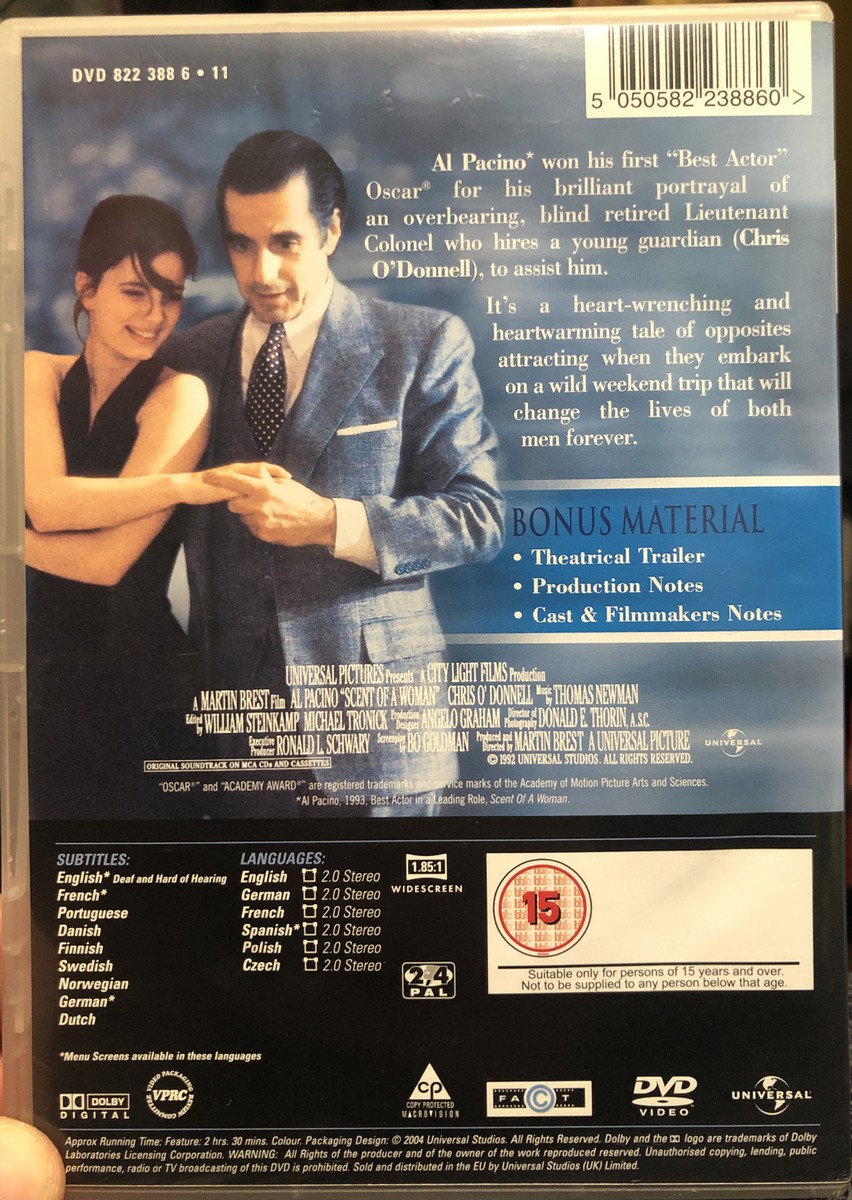 DVD 822 388 6 • 11
5 050582 238860 >
Al Pacino* won his first “Best Actor”
Oscar® for his brilliant portrayal of
an overbearing, blind retired Lieutenant
Colonel who hires a young guardian (Chris
O’Donnell), to assist him.
It’s a heart-wrenching and
heartwarming tale of opposites
attracting when they embark
on a wild weekend trip that will
change the lives of both
men forever.
BONUS MATERIAL
• Theatrical Trailer
• Production Notes
• Cast & Filmmakers Notes
UNIVERSAL PICTURES Presents A CITY LIGHT FILMS Production
A MARTIN BREST Film AL PACINO “SCENT OF A WOMAN” CHRIS O’ DONNELL Music by THOMAS NEWMAN
Edited by WILLIAM STEINKAMP MICHAEL TRONICK Production Designer ANGELO GRAHAM Director of Photography DONALD E. THORIN, A.S.C.
Executive Producer RONALD L. SCHWARY Screenplay by BO GOLDMAN Produced and Directed by MARTIN BREST A UNIVERSAL PICTURE
UNIVERSAL
ORIGINAL SOUNDTRACK ON MCA CDs AND CASSETTES
© 1992 UNIVERSAL STUDIOS. ALL RIGHTS RESERVED.
“OSCAR®” and “ACADEMY AWARD®” are registered trademarks and service marks of the Academy of Motion Picture Arts and Sciences.
*Al Pacino, 1993, Best Actor in a Leading Role, Scent Of A Woman.
SUBTITLES:
English* Deaf and Hard of Hearing
French*
Portuguese
Danish
Finnish
Swedish
Norwegian
German*
Dutch
LANGUAGES:
English 2.0 Stereo
German 2.0 Stereo
French 2.0 Stereo
Spanish* 2.0 Stereo
Polish 2.0 Stereo
Czech 2.0 Stereo
1.85:1
WIDESCREEN
2,4
PAL
15
Suitable only for persons of 15 years and over.
Not to be supplied to any person below that age.
*Menu Screens available in these languages
DOLBY
DIGITAL
VIDEO PACKAGING REVIEW COMMITTEE
VPRC
CP
COPY PROTECTED
MACROVISION
FACT
DVD
VIDEO™
UNIVERSAL
Approx Running Time: Feature: 2 hrs. 30 mins. Colour. Packaging Design: © 2004 Universal Studios. All Rights Reserved. Dolby and the logo are trademarks of Dolby
Laboratories Licensing Corporation. WARNING: All Rights of the producer and of the owner of the work reproduced reserved. Unauthorised copying, lending, public
performance, radio or TV broadcasting of this DVD is prohibited. Sold and distributed in the EU by Universal Studios (UK) Limited.